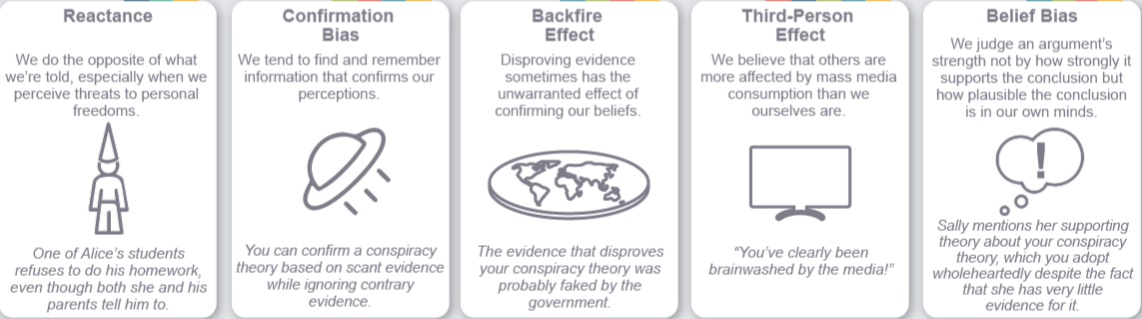 Reactance
We do the opposite of what
we're told, especially when we
perceive threats to personal
freedoms.
One of Alice's students
refuses to do his homework,
even though both she and his
parents tell him to.
Confirmation
Bias
We tend to find and remember
information that confirms our
perceptions.
You can confirm a conspiracy
theory based on scant evidence
while ignoring contrary
evidence.
Backfire
Effect
Disproving evidence
sometimes has the
unwarranted effect of
confirming our beliefs.
The evidence that disproves
your conspiracy theory was
probably faked by the
government.
Third-Person
Effect
We believe that others are
more affected by mass media
consumption than we
ourselves are.
"You've clearly been
brainwashed by the media!"
Belief Bias
We judge an argument's
strength not by how strongly it
supports the conclusion but
how plausible the conclusion
is in our own minds.
!
Sally mentions her supporting
theory about your conspiracy
theory, which you adopt
wholeheartedly despite the fact
that she has very little
evidence for it.